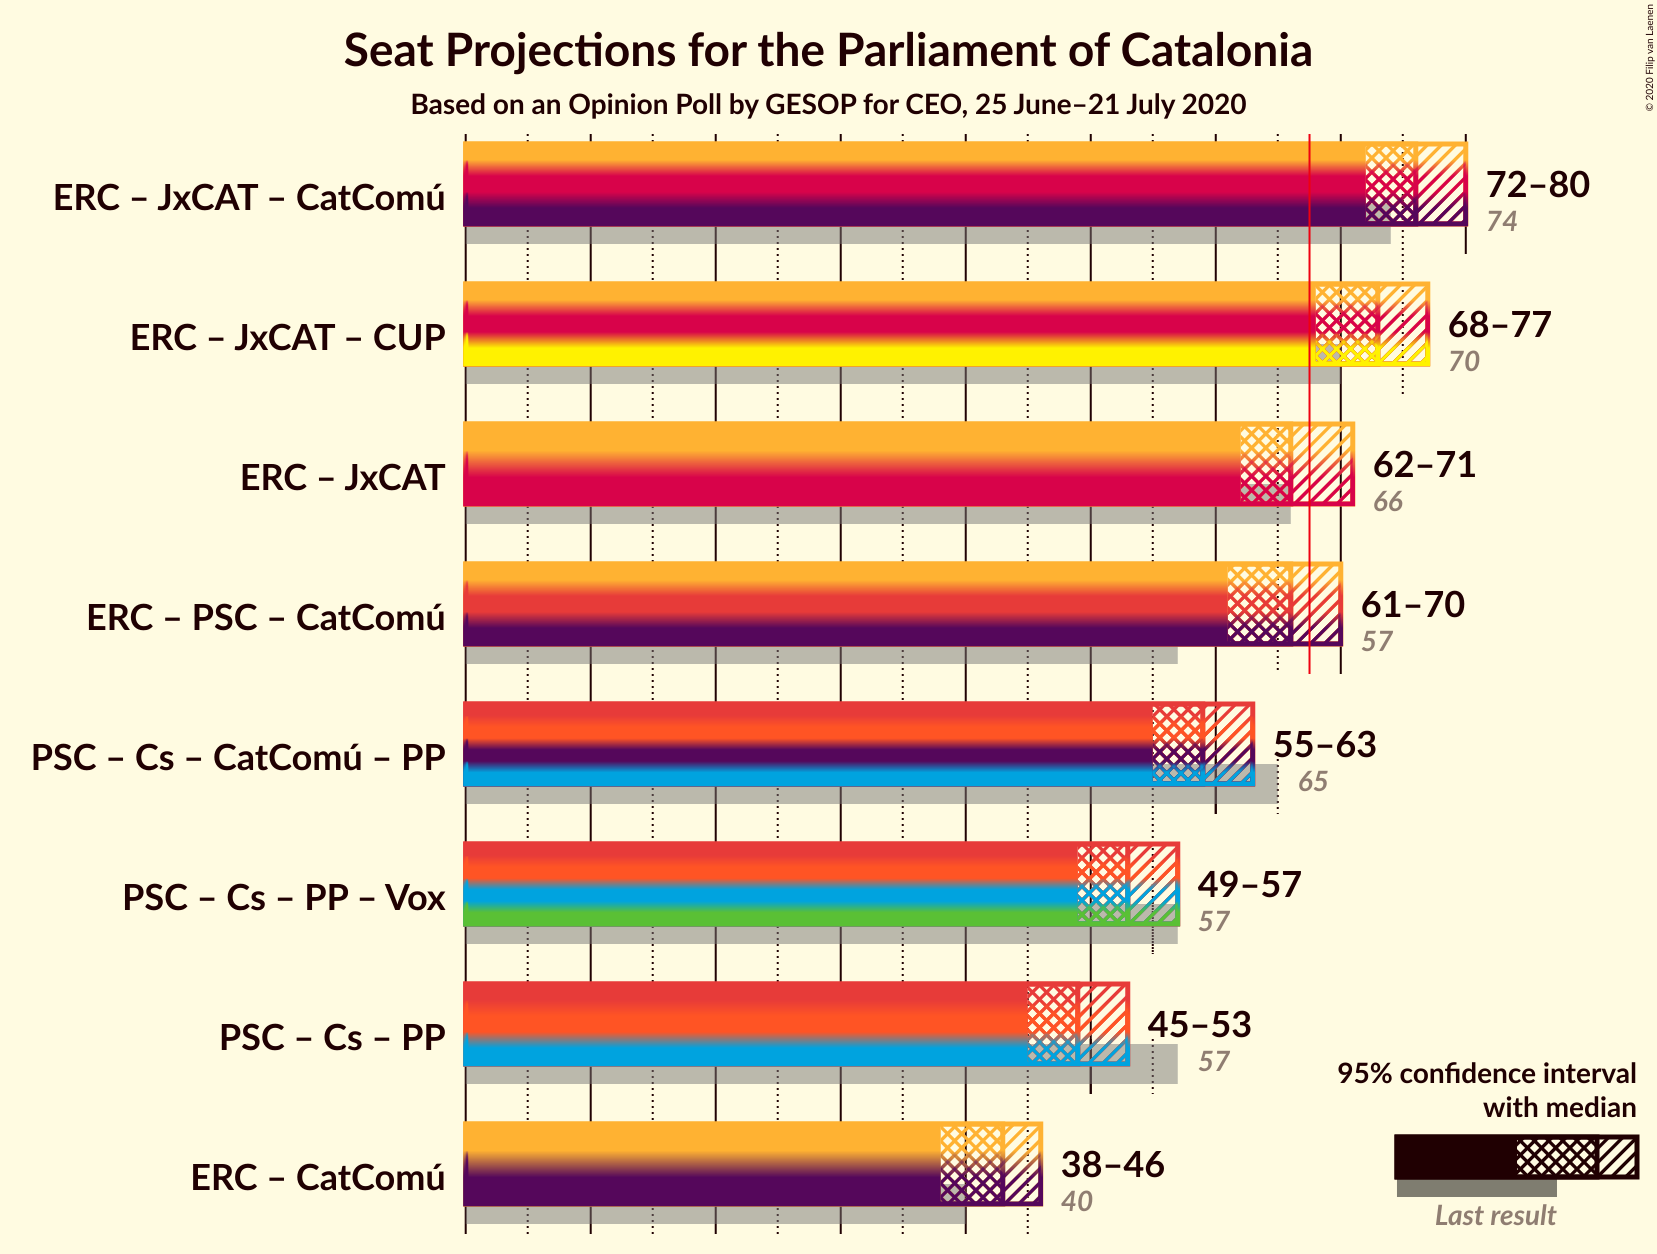 Seat Projections for the Parliament of Catalonia
Based on an Opinion Poll by GESOP for CEO, 25 June–21 July 2020
© 2020 Filip van Laenen
ERC – JxCAT – CatComú
72–80
74
ERC – JxCAT – CUP
68–77
70
ERC – JxCAT
62–71
66
ERC – PSC – CatComú
61–70
57
PSC – Cs – CatComú – PP
55–63
65
PSC – Cs – PP – Vox
49–57
57
PSC – Cs – PP
45–53
57
ERC – CatComú
38–46
40
95% confidence interval
with median
Last result